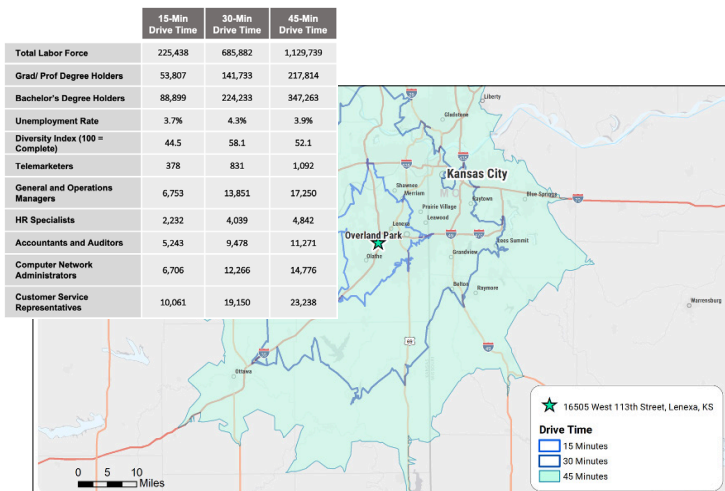 15-Min Drive Time 30-Min Drive Time 45-Min Drive Time
Total Labor Force 225,438 685,882 1,129,739
Grad/ Prof Degree Holders 53,807 141,733 217,814
Bachelor's Degree Holders 88,899 224,233 347,263
Unemployment Rate 3.7% 4.3% 3.9%
Diversity Index (100 = Complete) 44.5 58.1 52.1
Telemarketers 378 831 1,092
General and Operations Managers 6,753 13,851 17,250
HR Specialists 2,232 4,039 4,842
Accountants and Auditors 5,243 9,478 11,271
Computer Network Administrators 6,706 12,266 14,776
Customer Service Representatives 10,061 19,150 23,238
Liberty
Gladstone
Kansas City
Shawnee
Merriam
Blue Springs
Raytown
Prairie Village
Leawood
Lenexa
Overland Park
Lees Summit
Olathe
Grandview
Belton
Raymore
Warrensburg
69
Ottawa
16505 West 113th Street, Lenexa, KS
Drive Time
15 Minutes
30 Minutes
45 Minutes
0 5 10
Miles